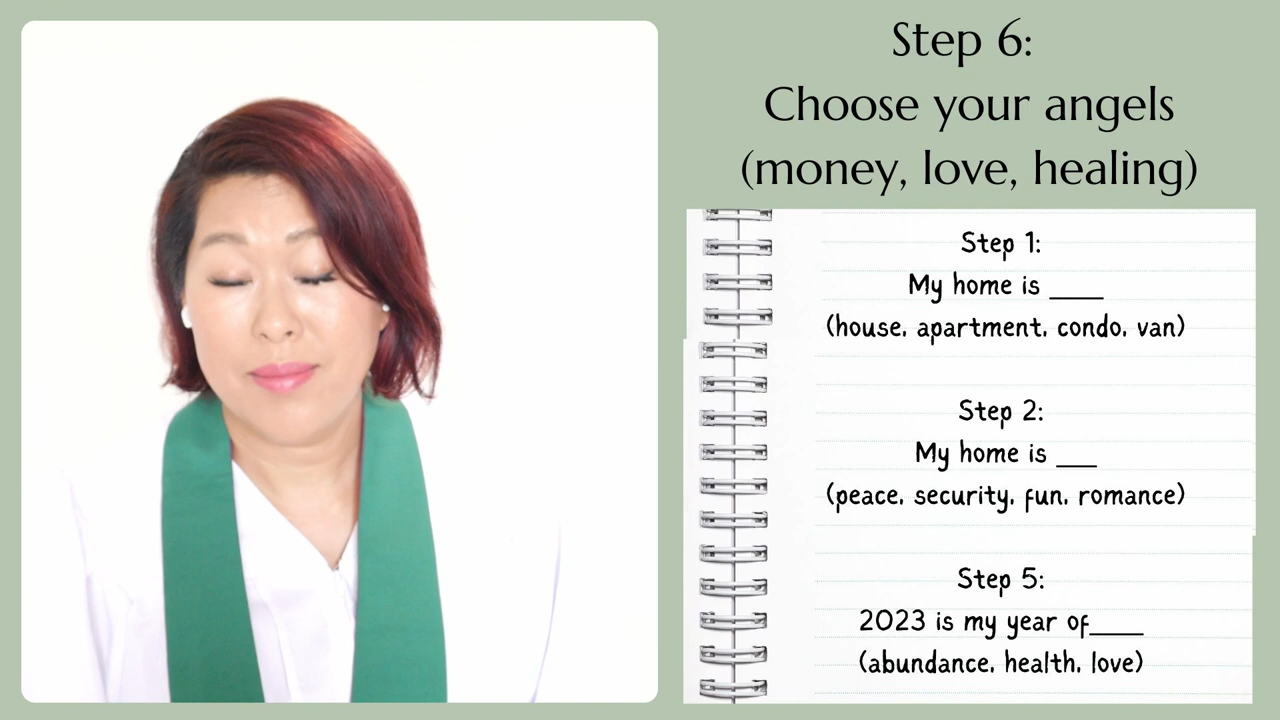 Step 6:
Choose your angels
(money, love, healing)
Step 1:
My home is ____
(house. apartment. condo. van)
Step 2:
My home is ___
(peace. security. fun. romance)
Step 5:
2023 is my year of____
(abundance. health. love)